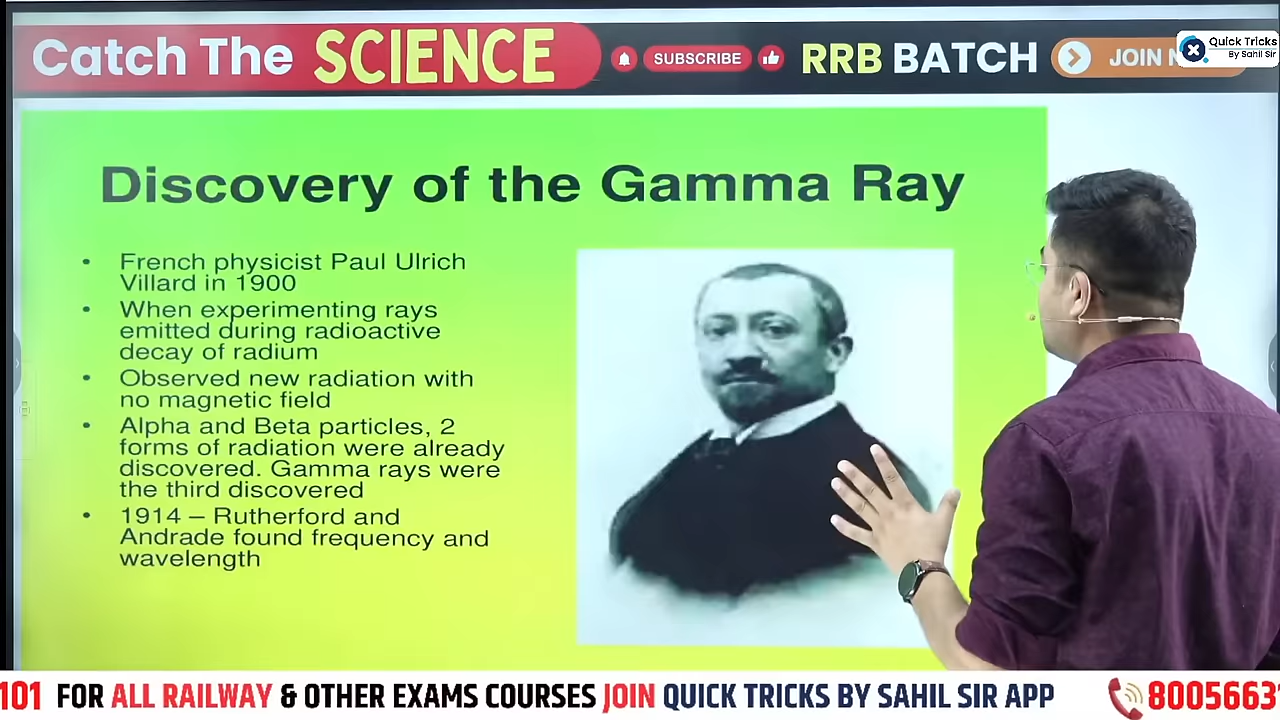 Catch The SCIENCE
SUBSCRIBE
RRB BATCH
JOIN
Quick Tricks
By Sahil Sir
Discovery of the Gamma Ray
• French physicist Paul Ulrich
Villard in 1900
• When experimenting rays
emitted during radioactive
decay of radium
• Observed new radiation with
no magnetic field
• Alpha and Beta particles, 2
forms of radiation were already
discovered. Gamma rays were
the third discovered
• 1914 – Rutherford and
Andrade found frequency and
wavelength
101 FOR ALL RAILWAY & OTHER EXAMS COURSES JOIN QUICK TRICKS BY SAHIL SIR APP